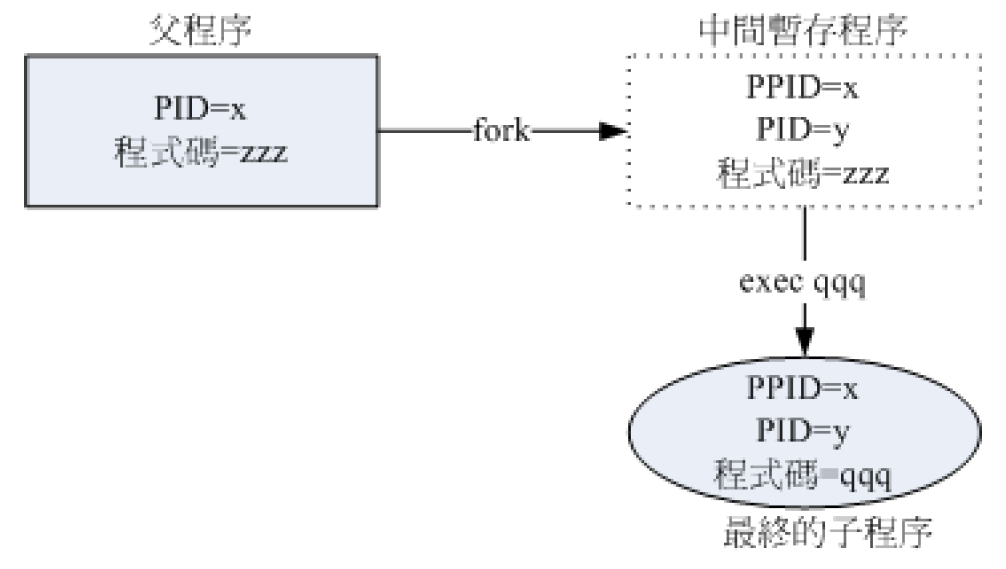 父程序
PID=x
程式碼=zzz
fork
中間暫存程序
PPID=x
PID=y
程式碼=zzz
exec qqq
PPID=x
PID=y
程式碼=qqq
最終的子程序